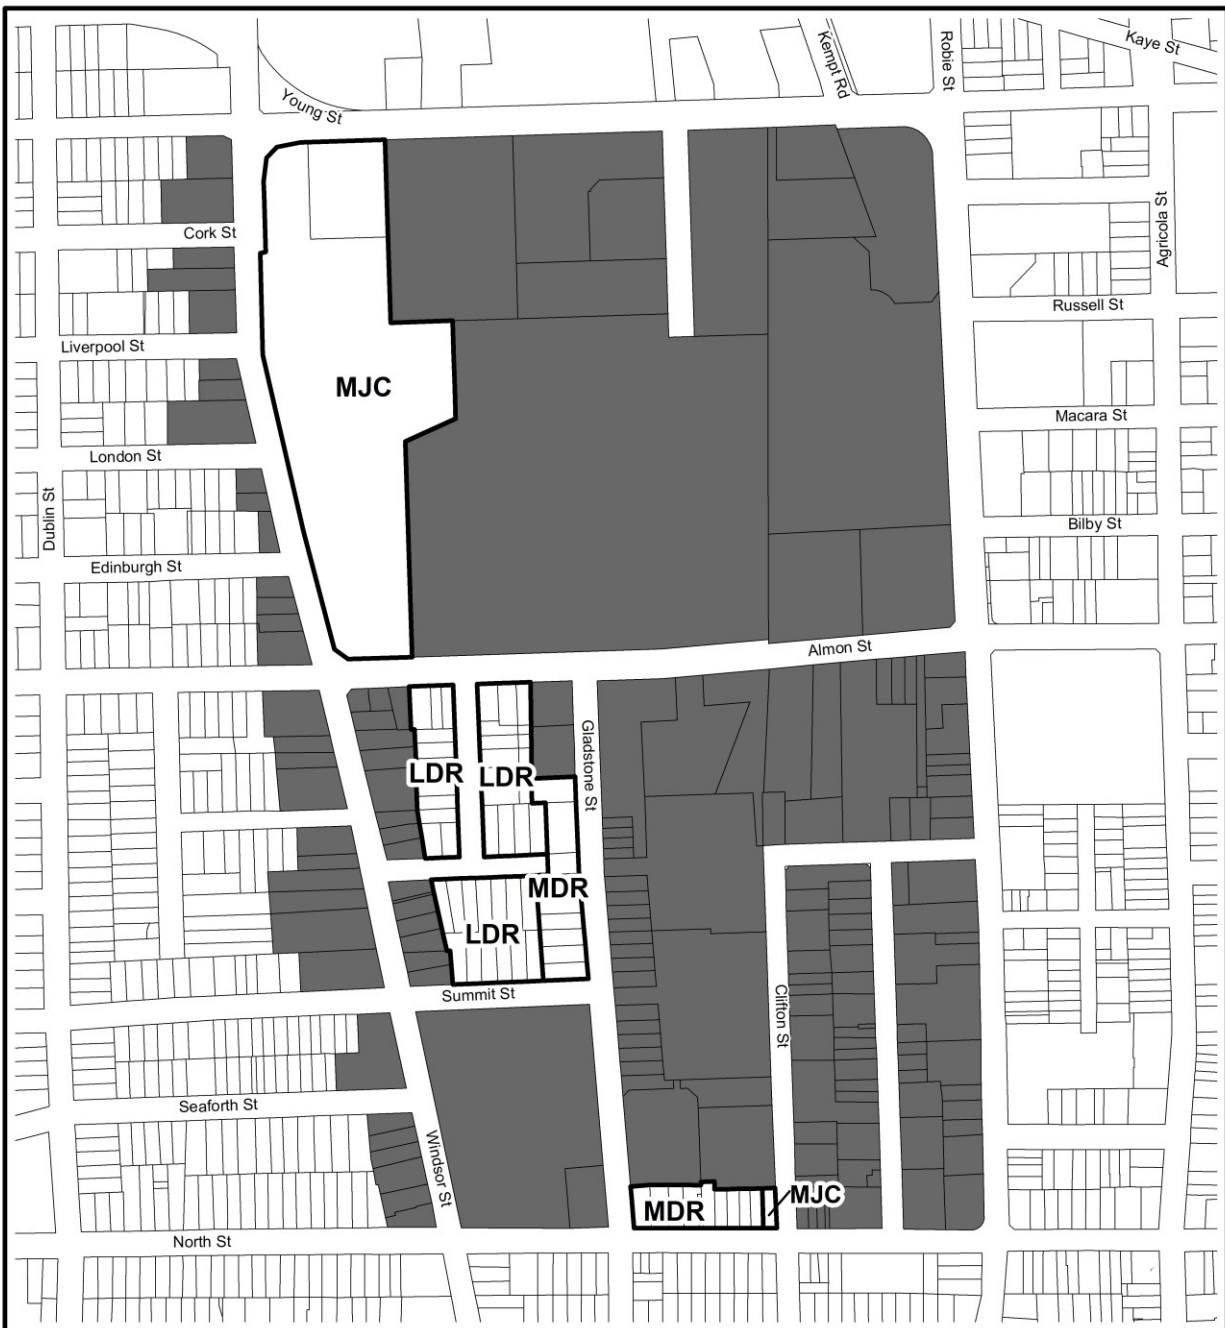 Kaye St
Robie St
Kempt Rd
Young St
Agricola St
Cork St
Russell St
Liverpool St
MJC
Macara St
London St
Dublin St
Bilby St
Edinburgh St
Almon St
Gladstone St
LDR
LDR
MDR
LDR
Summit St
Clifton St
Seaforth St
Windsor St
MJC
MDR
North St